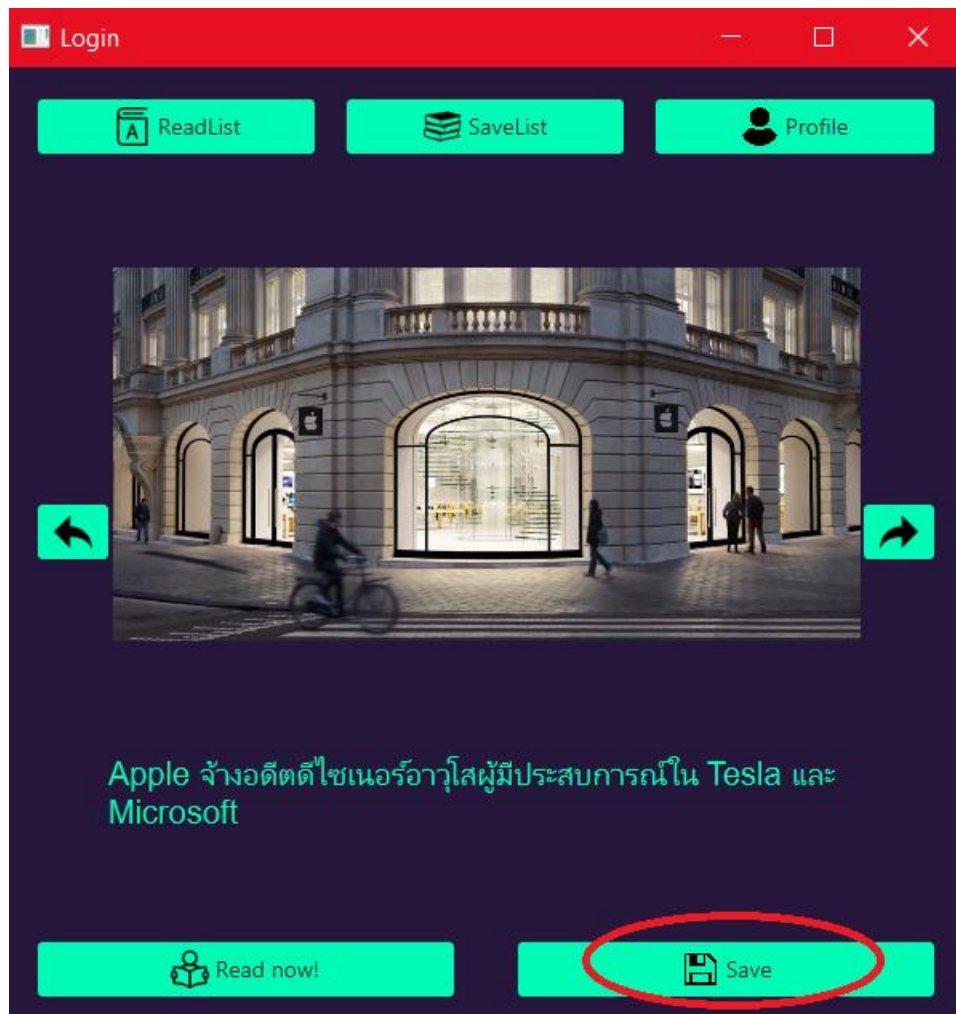 Login
ReadList
SaveList
Profile
Apple จ้างอดีตดีไซเนอร์อาวุโสผู้มีประสบการณ์ใน Tesla และ
Microsoft
Read now!
Save